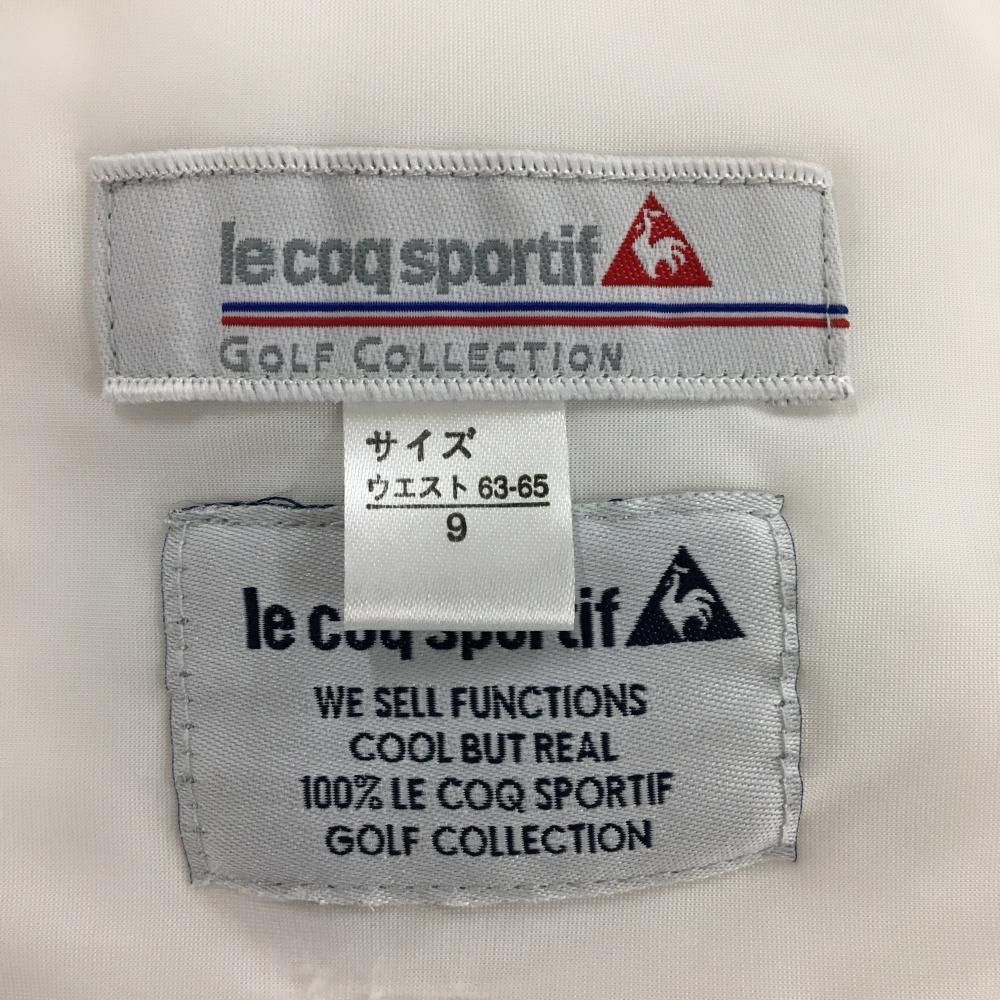 le coq sportif
GOLF COLLECTION
サイズ
ウエスト 63-65
9
le coq sportif
WE SELL FUNCTIONS
COOL BUT REAL
100% LE COQ SPORTIF
GOLF COLLECTION